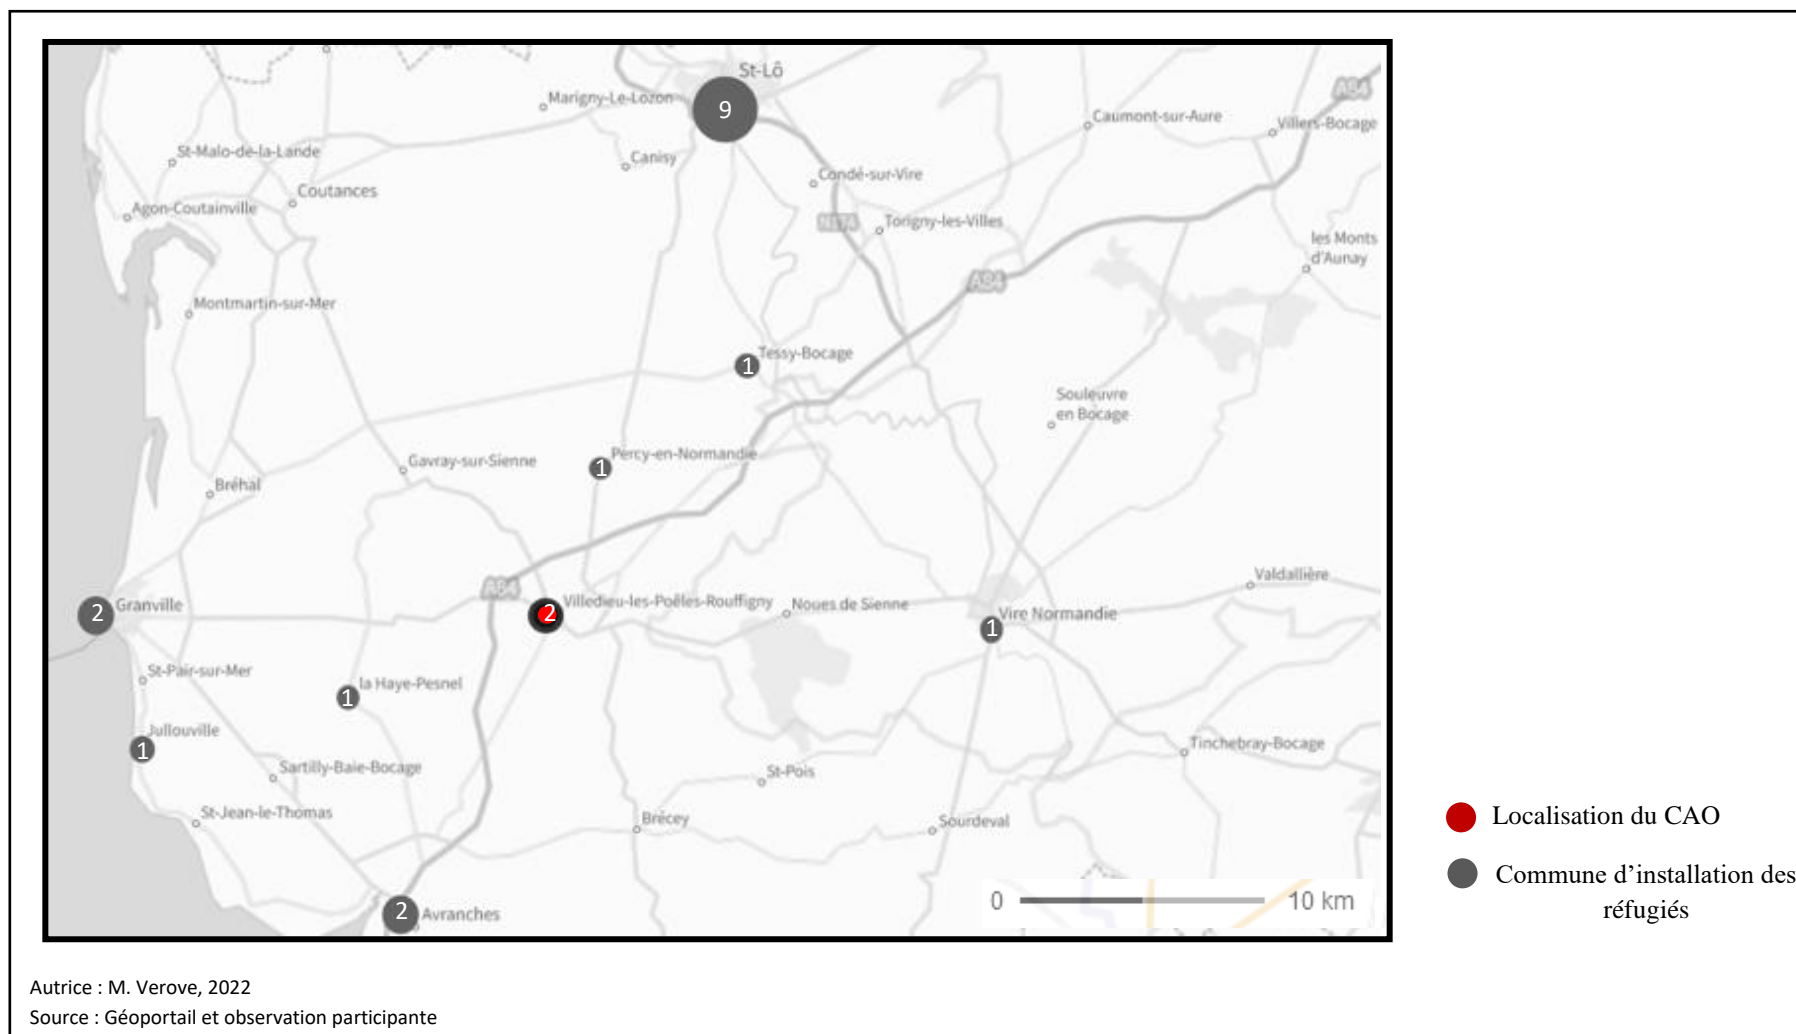 St-Lô
9
A84
Marigny-Le-Lozon
Caumont-sur-Aure
Villers-Bocage
St-Malo-de-la-Lande
Canisy
Condé-sur-Vire
Coutances
Agon-Coutainville
N174
Torigny-les-Villes
les Monts
d'Aunay
A84
Montmartin-sur-Mer
1
Tessy-Bocage
Souleuvre
en Bocage
Gavray-sur-Sienne
1
Percy-en-Normandie
Bréhal
A84
Valdallière
2
Granville
2
Villedieu-les-Poêles-Rouffigny
Noues de Sienne
1
Vire Normandie
St-Pair-sur-Mer
1
la Haye-Pesnel
1
Jullouville
Tinchebray-Bocage
Sartilly-Baie-Bocage
St-Pois
St-Jean-le-Thomas
Brécey
Sourdeval
2
Avranches
0
10 km
Localisation du CAO
Commune d’installation des
réfugiés
Autrice : M. Verove, 2022
Source : Géoportail et observation participante